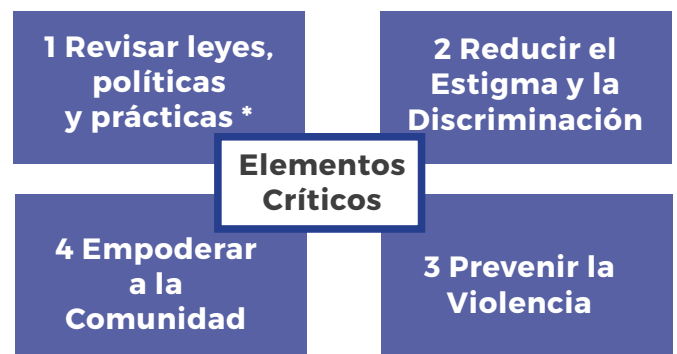 1 Revisar leyes,
políticas
y prácticas *
2 Reducir el
Estigma y la
Discriminación
Elementos
Críticos
4 Empoderar
a la
Comunidad
3 Prevenir la
Violencia